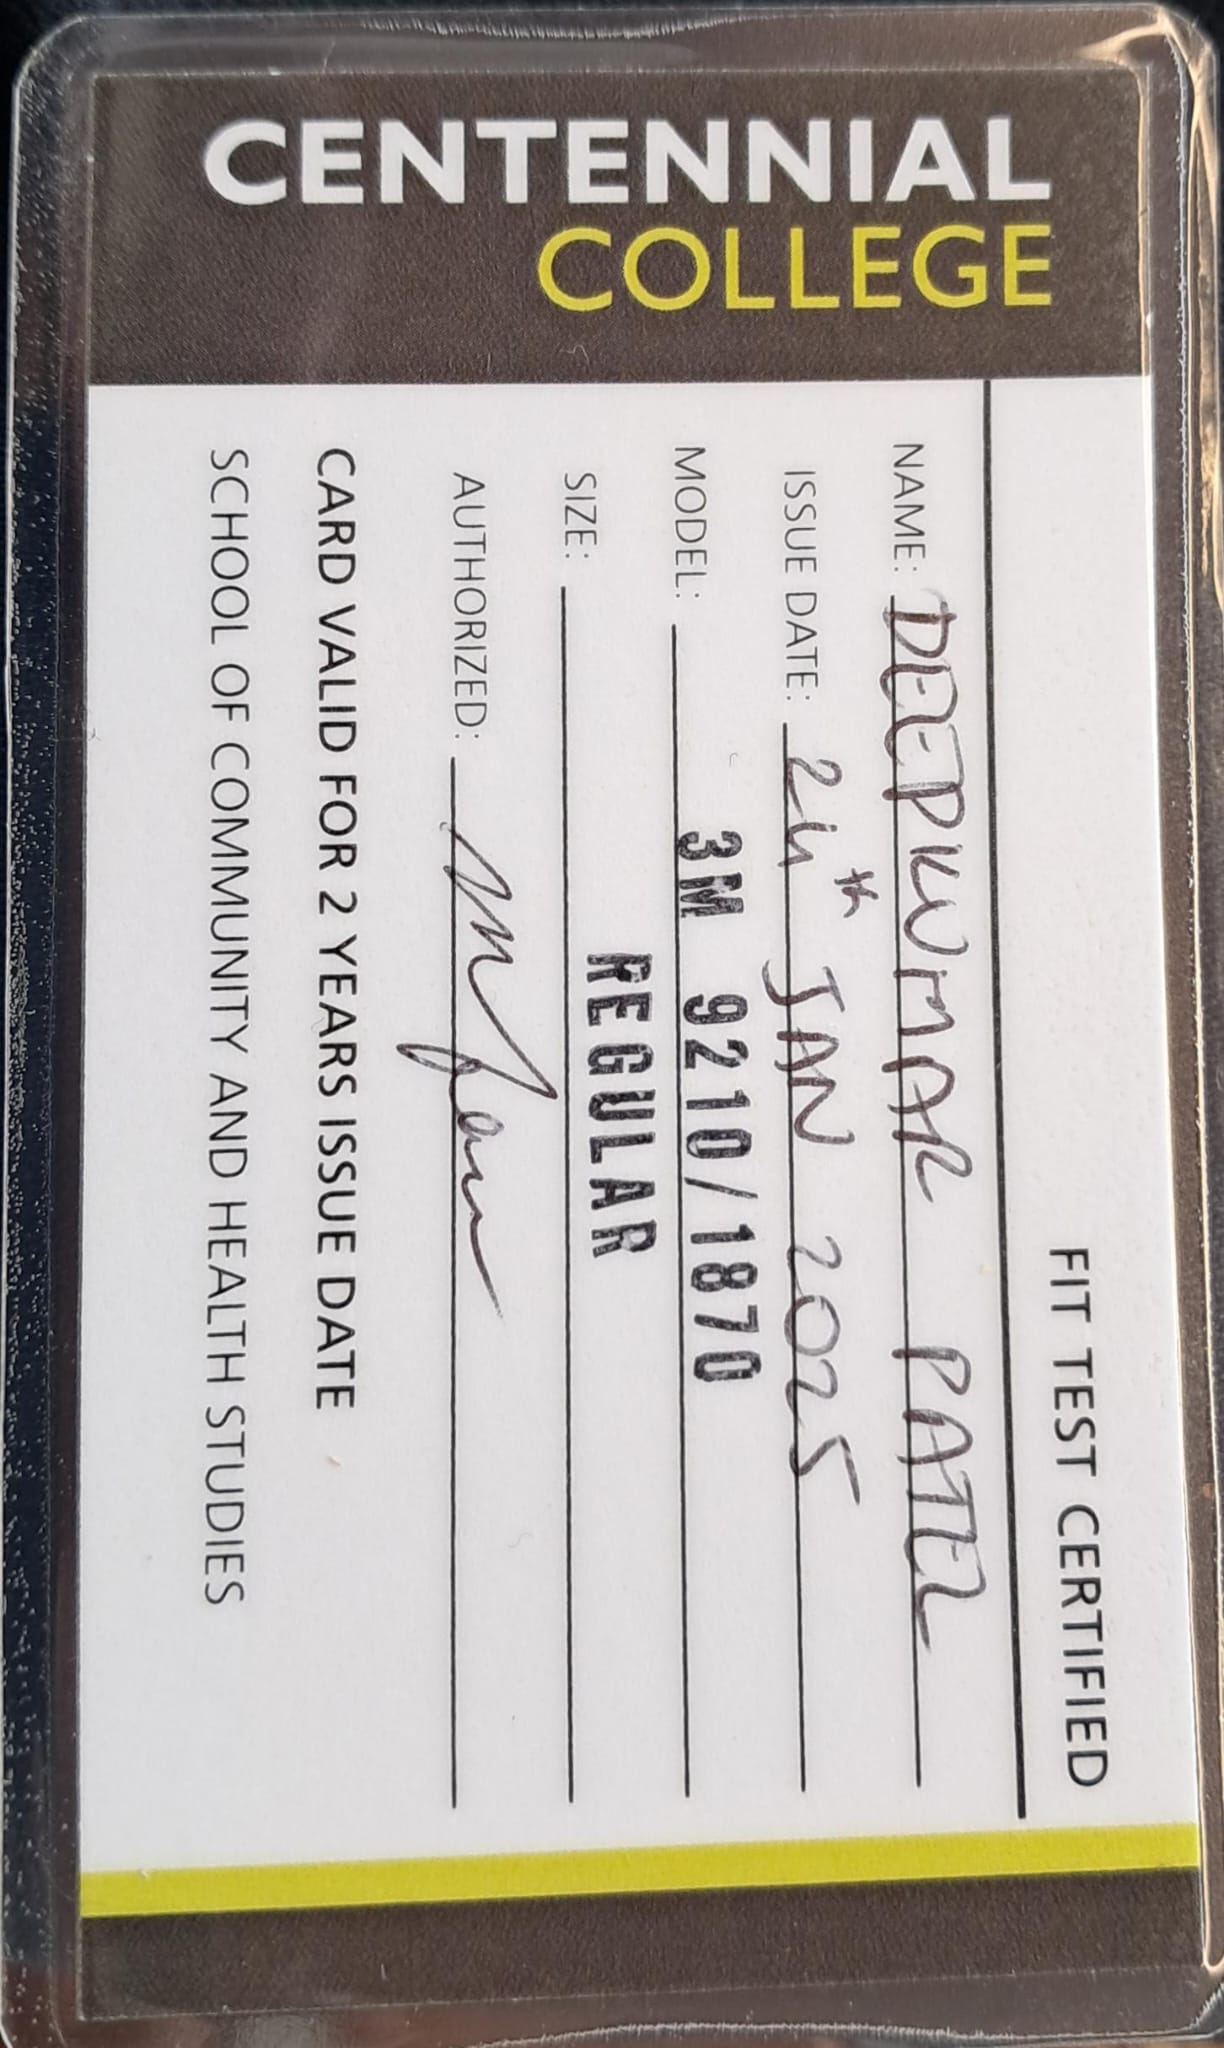 CENTENNIAL
COLLEGE
FIT TEST CERTIFIED
NAME: DEEPKUMAR PATEL
ISSUE DATE: 24th JAN 2025
MODEL: 3M 9210/1870
SIZE: REGULAR
AUTHORIZED:
CARD VALID FOR 2 YEARS ISSUE DATE
SCHOOL OF COMMUNITY AND HEALTH STUDIES